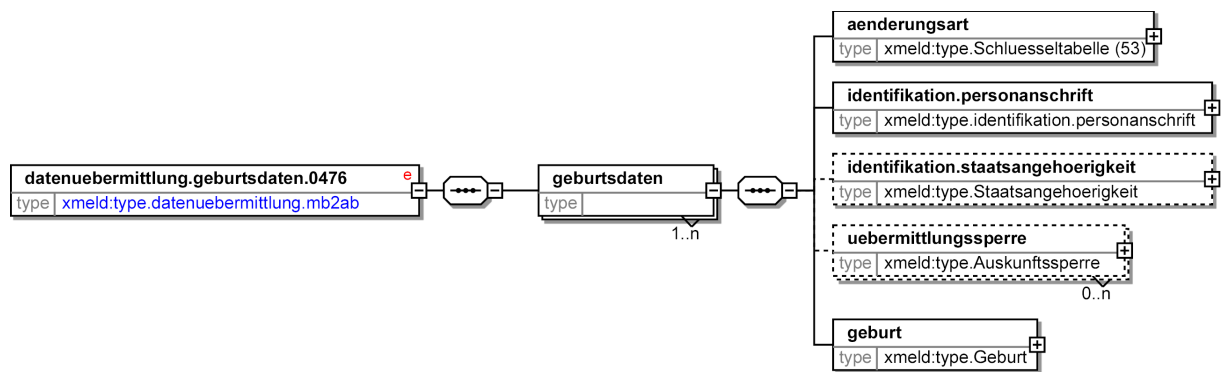 aenderungsart
type xmeld:type.Schluesseltabelle (53)
identifikation.personanschrift
type xmeld:type.identifikation.personanschrift
datenuebermittlung.geburtsdaten.0476 e
type xmeld:type.datenuebermittlung.mb2ab
geburtsdaten
type
1..n
identifikation.staatsangehoerigkeit
type xmeld:type.Staatsangehoerigkeit
uebermittlungssperre
type xmeld:type.Auskunftssperre
0..n
geburt
type xmeld:type.Geburt